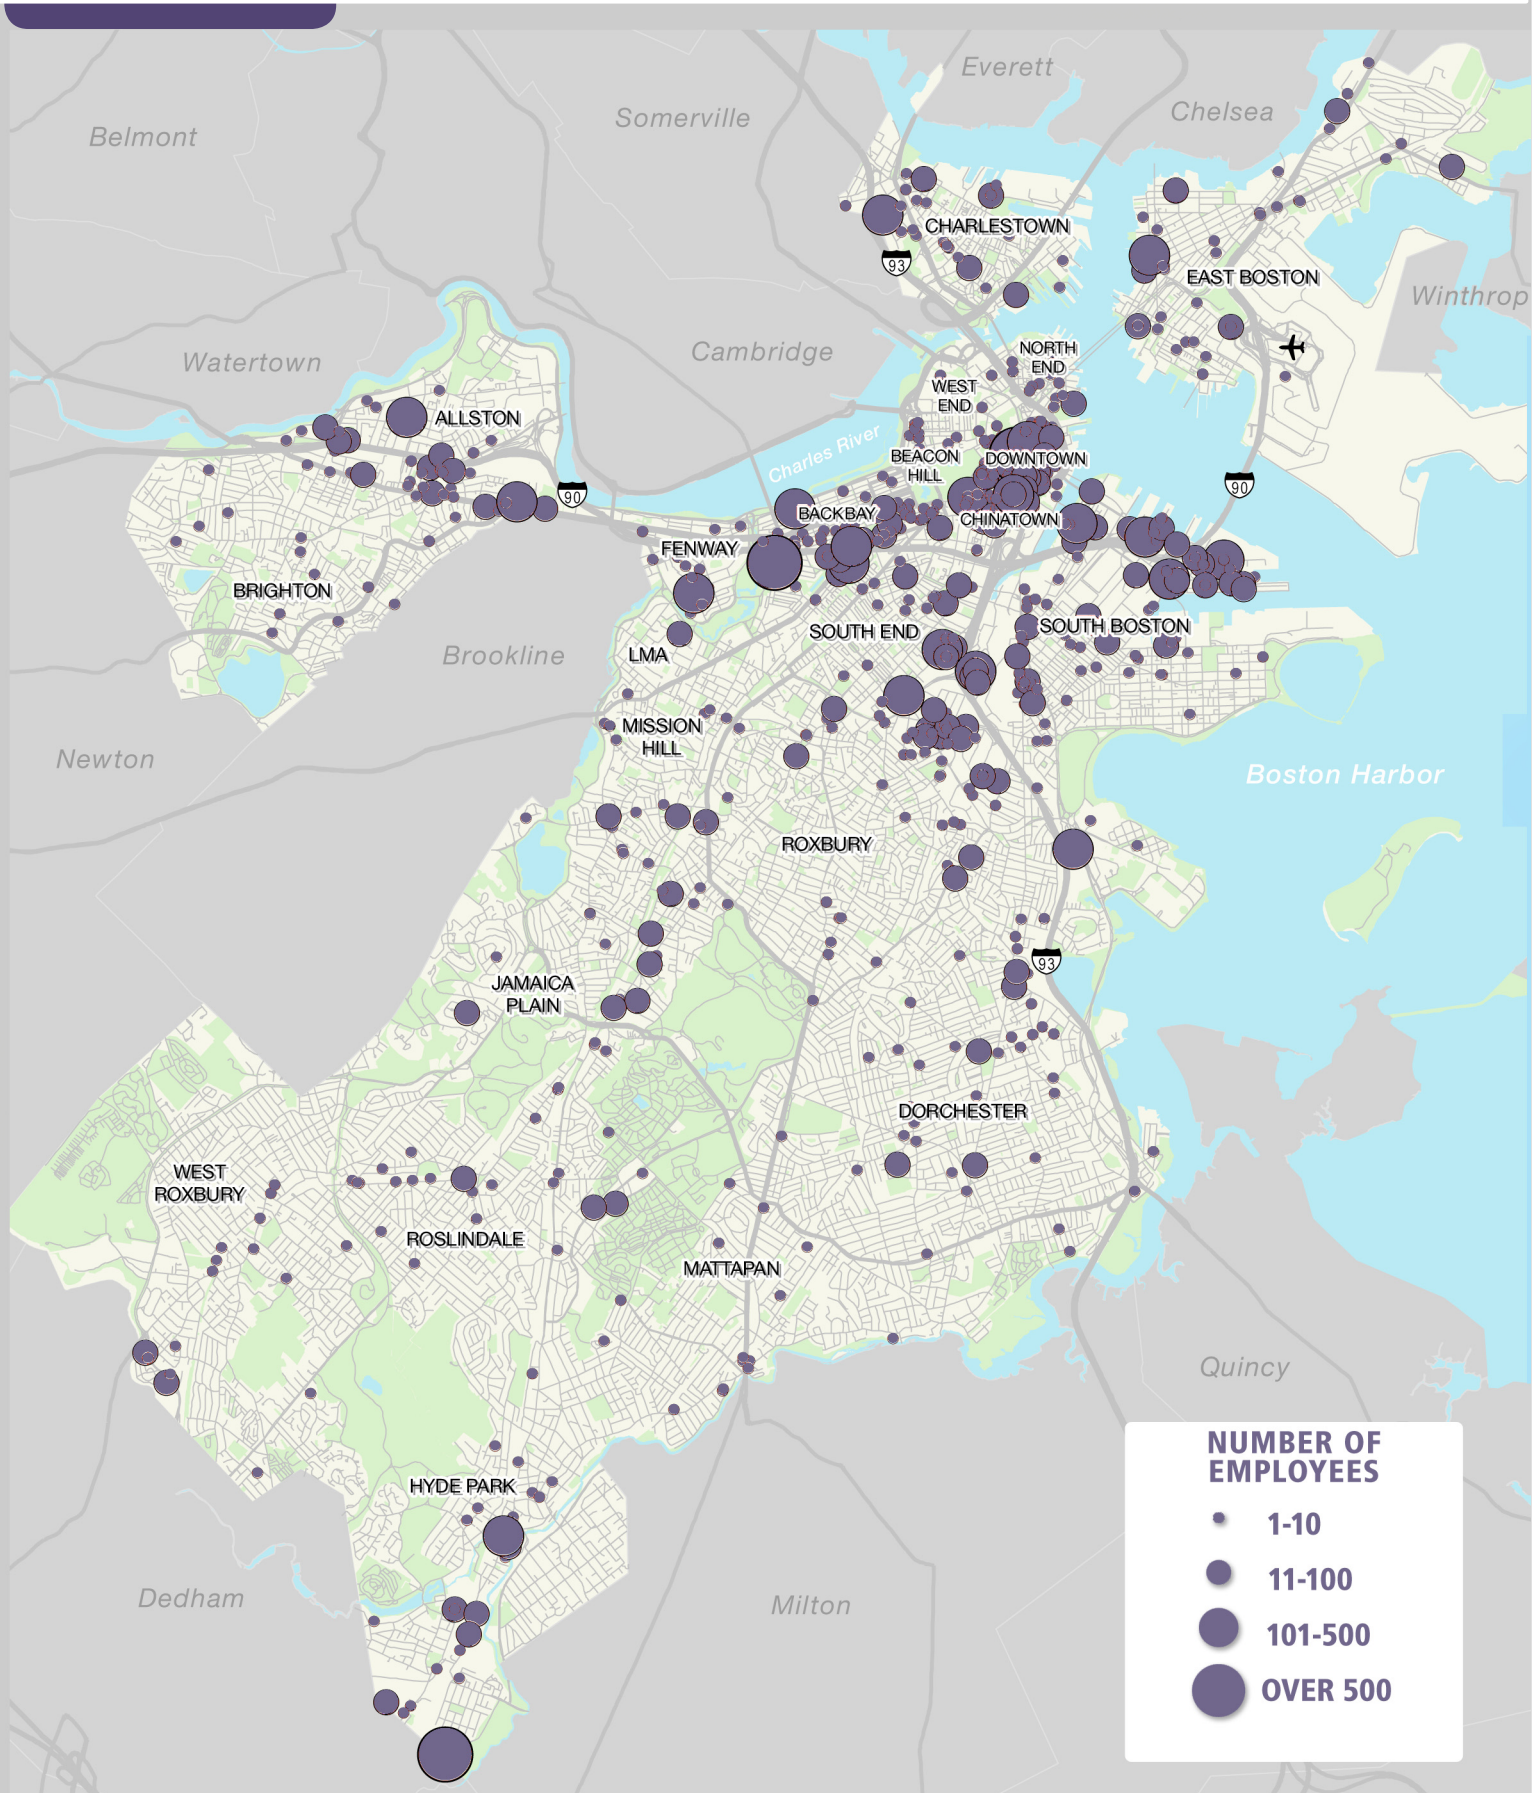 Everett
Chelsea
Somerville
Belmont
CHARLESTOWN
93
EAST BOSTON
Winthrop
NORTH
END
Cambridge
Watertown
WEST
END
ALLSTON
Charles River
BEACON
HILL
DOWNTOWN
90
90
BACKBAY
CHINATOWN
FENWAY
BRIGHTON
SOUTH END
SOUTH BOSTON
LMA
Brookline
MISSION
HILL
Newton
Boston Harbor
ROXBURY
93
JAMAICA
PLAIN
DORCHESTER
WEST
ROXBURY
ROSLINDALE
MATTAPAN
Quincy
HYDE PARK
Dedham
Milton
NUMBER OF
EMPLOYEES
1-10
11-100
101-500
OVER 500